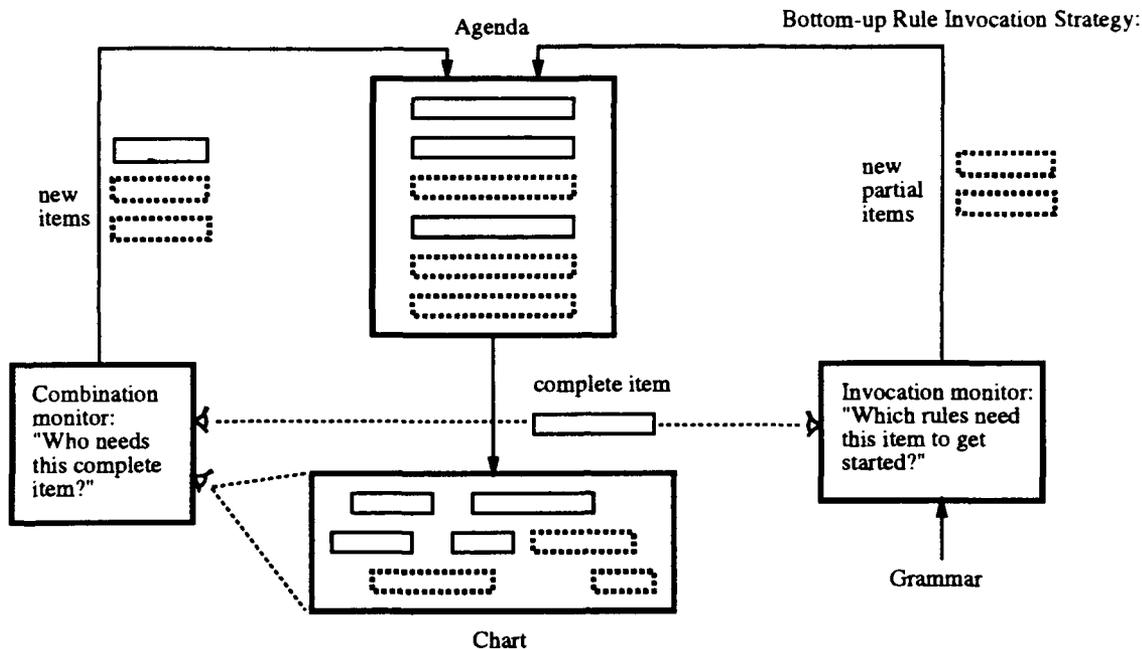 Bottom-up Rule Invocation Strategy:
Agenda
new
items
new
partial
items
complete item
Combination
monitor:
"Who needs
this complete
item?"
Invocation monitor:
"Which rules need
this item to get
started?"
Grammar
Chart